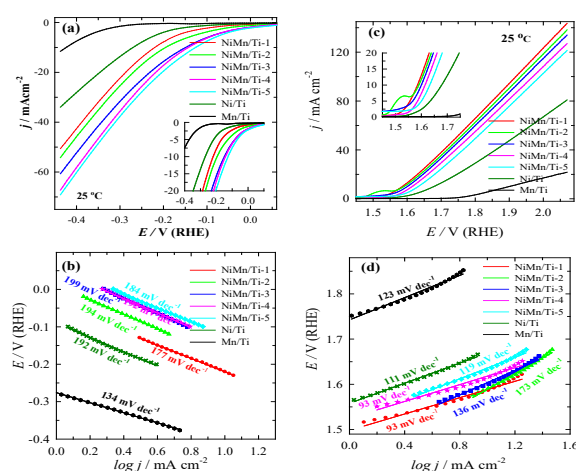 (a)
0
-20
-40
-60
-80
j / mAcm-2
NiMn/Ti-1
NiMn/Ti-2
NiMn/Ti-3
NiMn/Ti-4
NiMn/Ti-5
Ni/Ti
Mn/Ti
0
-5
-10
-15
-20
-0.4 -0.3 -0.2 -0.1 0.0 0.1
25 oC
-0.4 -0.3 -0.2 -0.1 0.0
E / V (RHE)
(c)
25 oC
120
80
40
0
j / mA cm-2
20
15
10
5
0
1.5 1.6 1.7
NiMn/Ti-1
NiMn/Ti-2
NiMn/Ti-3
NiMn/Ti-4
NiMn/Ti-5
Ni/Ti
Mn/Ti
1.5 1.6 1.7 1.8 1.9 2.0
E / V (RHE)
(b)
0.1
0.0
-0.1
-0.2
-0.3
-0.4
E / V (RHE)
199 mV dec-1
184 mV dec-1
194 mV dec-1
192 mV dec-1
177 mV dec-1
134 mV dec-1
NiMn/Ti-1
NiMn/Ti-2
NiMn/Ti-3
NiMn/Ti-4
NiMn/Ti-5
Ni/Ti
Mn/Ti
0.0 0.3 0.6 0.9 1.2
log j / mA cm-2
(d)
1.8
1.7
1.6
1.5
E / V (RHE)
123 mV dec-1
111 mV dec-1
119 mV dec-1
93 mV dec-1
93 mV dec-1
136 mV dec-1
173 mV dec-1
NiMn/Ti-1
NiMn/Ti-2
NiMn/Ti-3
NiMn/Ti-4
NiMn/Ti-5
Ni/Ti
Mn/Ti
0.0 0.4 0.8 1.2 1.6
log j / mA cm-2